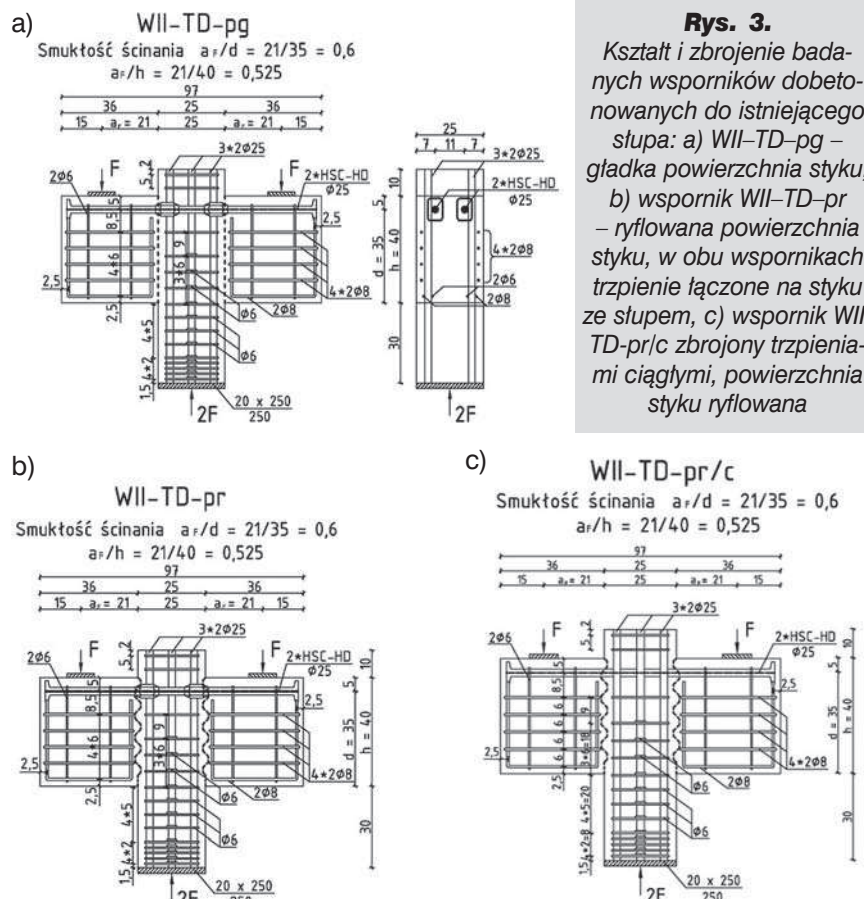 a)
WII-TD-pg
Smukłość ścinania aF/d = 21/35 = 0,6
aF/h = 21/40 = 0,525
97
36 25 36
15 aF= 21 25 aF= 21 15
F F
3*2Ø25
2Ø6
2*HSC-HD
Ø25
5 2
5
8,5
4*6
2,5
2,5
2,5
9
3*6
4*2Ø8
Ø6
2Ø8
Ø6
4*5
4*2
1,5
20 x 250
250
2F
25
7 11 7
3*2Ø25
2*HSC-HD
Ø25
10
5
d = 35
h = 40
30
4*2Ø8
2Ø6
2Ø8
2F
Rys. 3.
Kształt i zbrojenie bada-
nych wsporników dobeto-
nowanych do istniejącego
słupa: a) WII–TD–pg –
gładka powierzchnia styku,
b) wspornik WII–TD–pr
– ryflowana powierzchnia
styku, w obu wspornikach
trzpienie łączone na styku
ze słupem, c) wspornik WII
TD-pr/c zbrojony trzpienia-
mi ciągłymi, powierzchnia
styku ryflowana
b)
WII-TD-pr
Smukłość ścinania aF/d = 21/35 = 0,6
aF/h = 21/40 = 0,525
97
36 25 36
15 aF= 21 25 aF= 21 15
F F
3*2Ø25
2Ø6
2*HSC-HD
Ø25
5 2
5
8,5
4*6
2,5
2,5
2,5
9
3*6
4*2Ø8
Ø6
2Ø8
Ø6
4*5
4*2
1,5
10
5
d = 35
h = 40
30
20 x 250
250
2F
c)
WII-TD-pr/c
Smukłość ścinania aF/d = 21/35 = 0,6
aF/h = 21/40 = 0,525
97
36 25 36
15 aF= 21 25 aF= 21 15
F F
3*2Ø25
2Ø6
2*HSC-HD
Ø25
5 2
5
8,5
6
6
6
6
2,5
2,5
2,5
9
3*6=18
4*2Ø8
Ø6
2Ø8
Ø6
4*5=20
4*2=8
1,5
10
5
d = 35
h = 40
30
20 x 250
250
2F